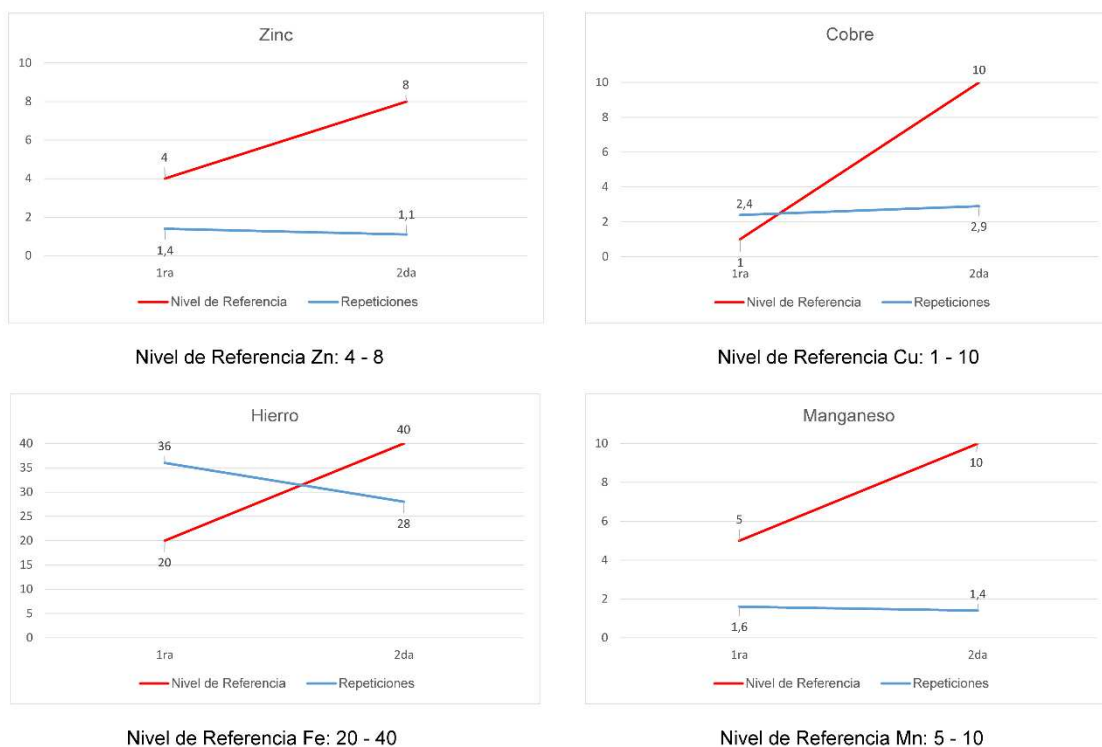 Zinc
10
8
6
4
2
0
4
8
1,4
1,1
1ra
2da
Nivel de Referencia
Repeticiones
Nivel de Referencia Zn: 4 - 8
Cobre
10
8
6
4
2
0
2,4
1
10
2,9
1ra
2da
Nivel de Referencia
Repeticiones
Nivel de Referencia Cu: 1 - 10
Hierro
40
35
30
25
20
15
10
5
0
36
20
40
28
1ra
2da
Nivel de Referencia
Repeticiones
Nivel de Referencia Fe: 20 - 40
Manganeso
10
8
6
4
2
0
5
10
1,6
1,4
1ra
2da
Nivel de Referencia
Repeticiones
Nivel de Referencia Mn: 5 - 10